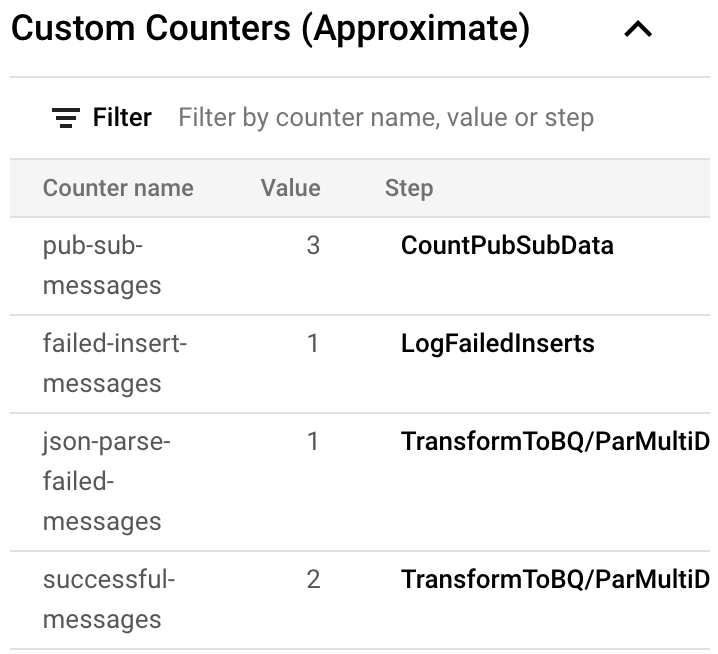 Custom Counters (Approximate)
Filter Filter by counter name, value or step
Counter name Value Step
pub-sub- 3 CountPubSubData
messages
failed-insert- 1 LogFailedInserts
messages
json-parse- 1 TransformToBQ/ParMultiD
failed-
messages
successful- 2 TransformToBQ/ParMultiD
messages